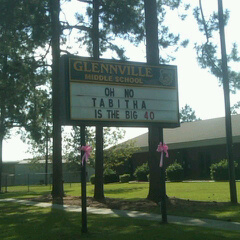 GLENNVILLE
MIDDLE SCHOOL
OH NO
TABITHA
IS THE BIG 40